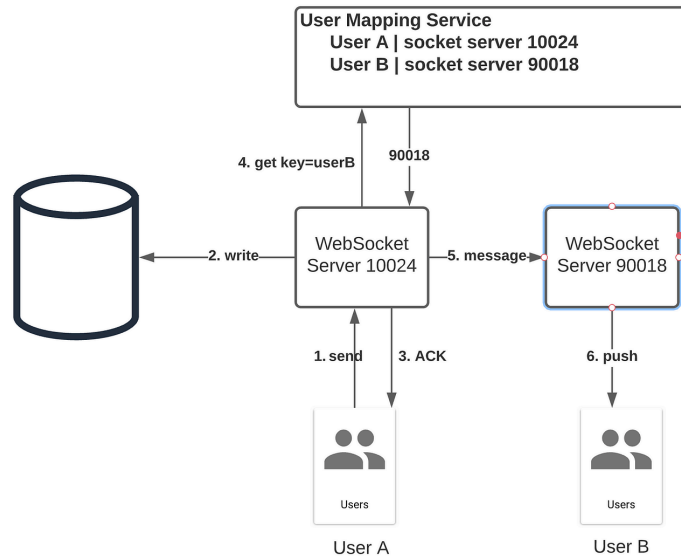 User Mapping Service
User A | socket server 10024
User B | socket server 90018
4. get key=userB
90018
WebSocket
Server 10024
2. write
5. message
WebSocket
Server 90018
1. send
3. ACK
6. push
Users
Users
User A
User B